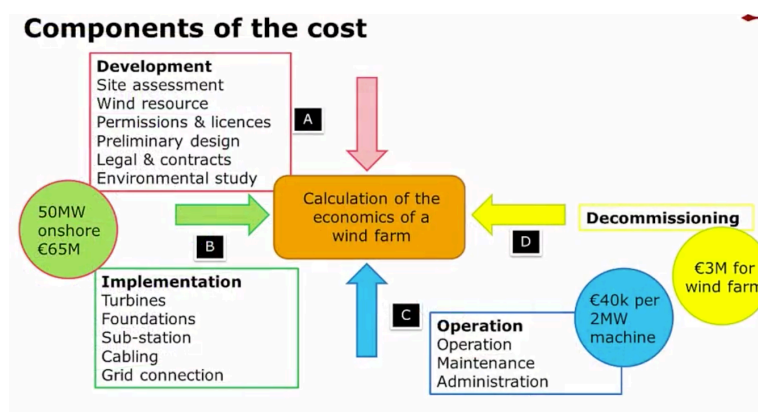 Components of the cost
Development
Site assessment
Wind resource
Permissions & licences
Preliminary design
Legal & contracts
Environmental study
A
50MW
onshore
€65M
B
Calculation of the
economics of a
wind farm
D
Decommissioning
€3M for
wind farm
Implementation
Turbines
Foundations
Sub-station
Cabling
Grid connection
C
Operation
Operation
Maintenance
Administration
€40k per
2MW
machine